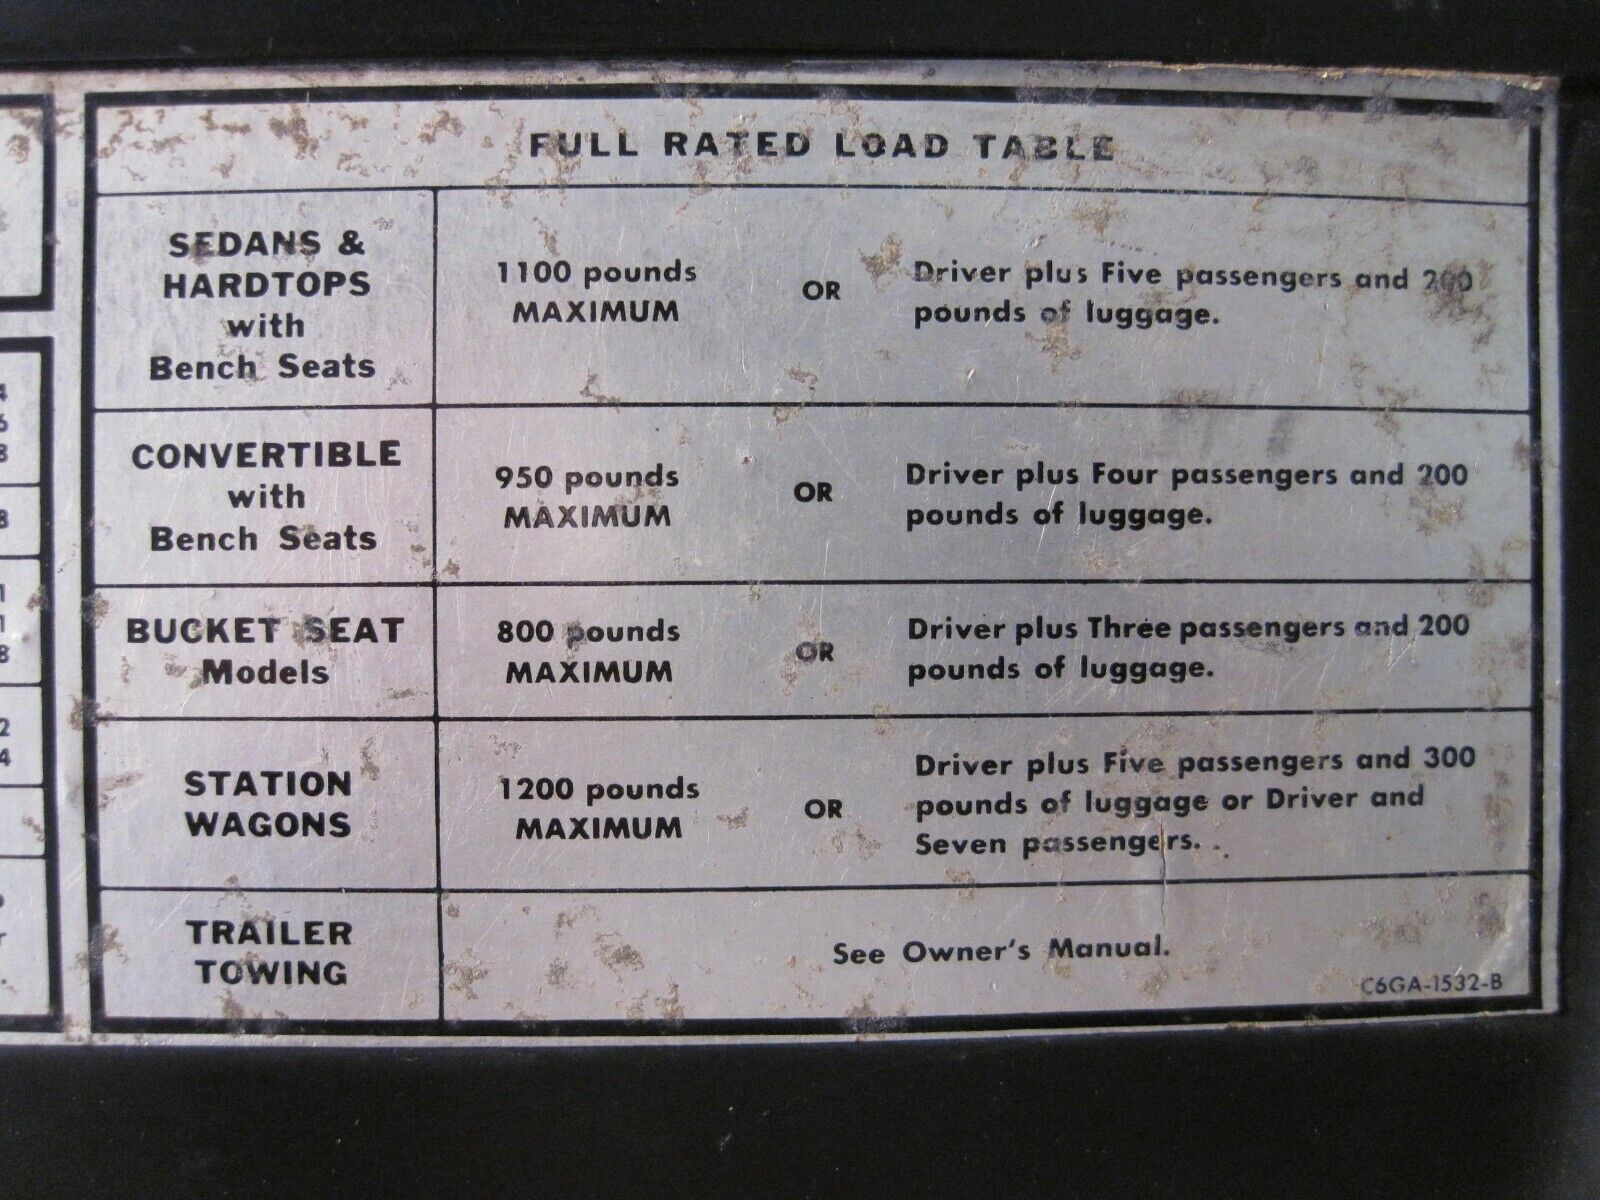 FULL RATED LOAD TABLE
SEDANS &
HARDTOPS
with
Bench Seats
1100 pounds
MAXIMUM
OR
Driver plus Five passengers and 200
pounds of luggage.
CONVERTIBLE
with
Bench Seats
950 pounds
MAXIMUM
OR
Driver plus Four passengers and 200
pounds of luggage.
BUCKET SEAT
Models
800 pounds
MAXIMUM
OR
Driver plus Three passengers and 200
pounds of luggage.
STATION
WAGONS
1200 pounds
MAXIMUM
OR
Driver plus Five passengers and 300
pounds of luggage or Driver and
Seven passengers.
TRAILER
TOWING
See Owner's Manual.
C6GA-1532-B